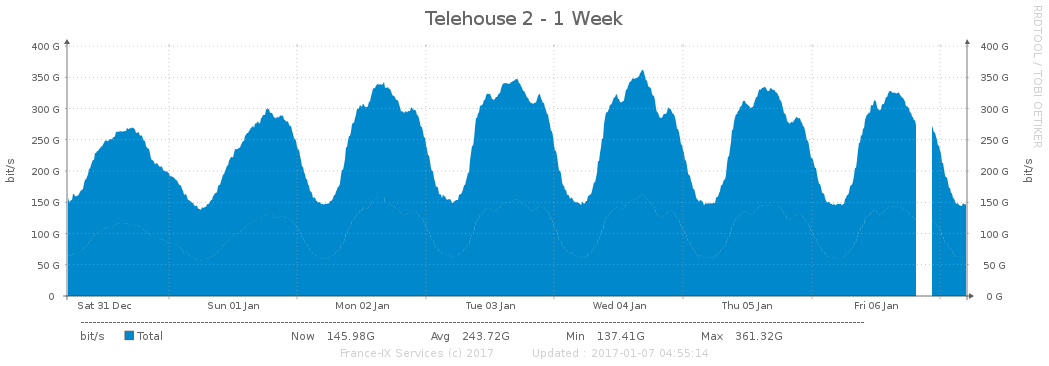 Telehouse 2 - 1 Week
RRDTOOL / TOBI OETIKER
400 G 400 G
350 G 350 G
300 G 300 G
250 G 250 G
200 G 200 G
150 G 150 G
100 G 100 G
50 G 50 G
0 0 G
bit/s bit/s
Sat 31 Dec Sun 01 Jan Mon 02 Jan Tue 03 Jan Wed 04 Jan Thu 05 Jan Fri 06 Jan
bit/s Total Now 145.98G Avg 243.72G Min 137.41G Max 361.32G
France-IX Services (c) 2017 Updated : 2017-01-07 04:55:14